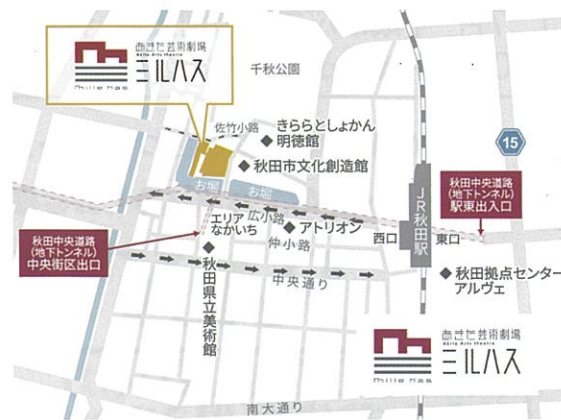 あきた芸術劇場
Akita Arts theatre
ミルハス
Mille Has
千秋公園
佐竹小路
きららとしょかん
明徳館
秋田市文化創造館
15
お堀
お堀
秋田中央道路
(地下トンネル)
駅東出入口
エリア
なかいち
広小路
アトリオン
仲小路
西口
JR秋田駅
東口
秋田中央道路
(地下トンネル)
中央街区出口
秋田県立美術館
中央通り
秋田拠点センター
アルヴェ
あきた芸術劇場
Akita Arts theatre
ミルハス
Mille Has
南大通り